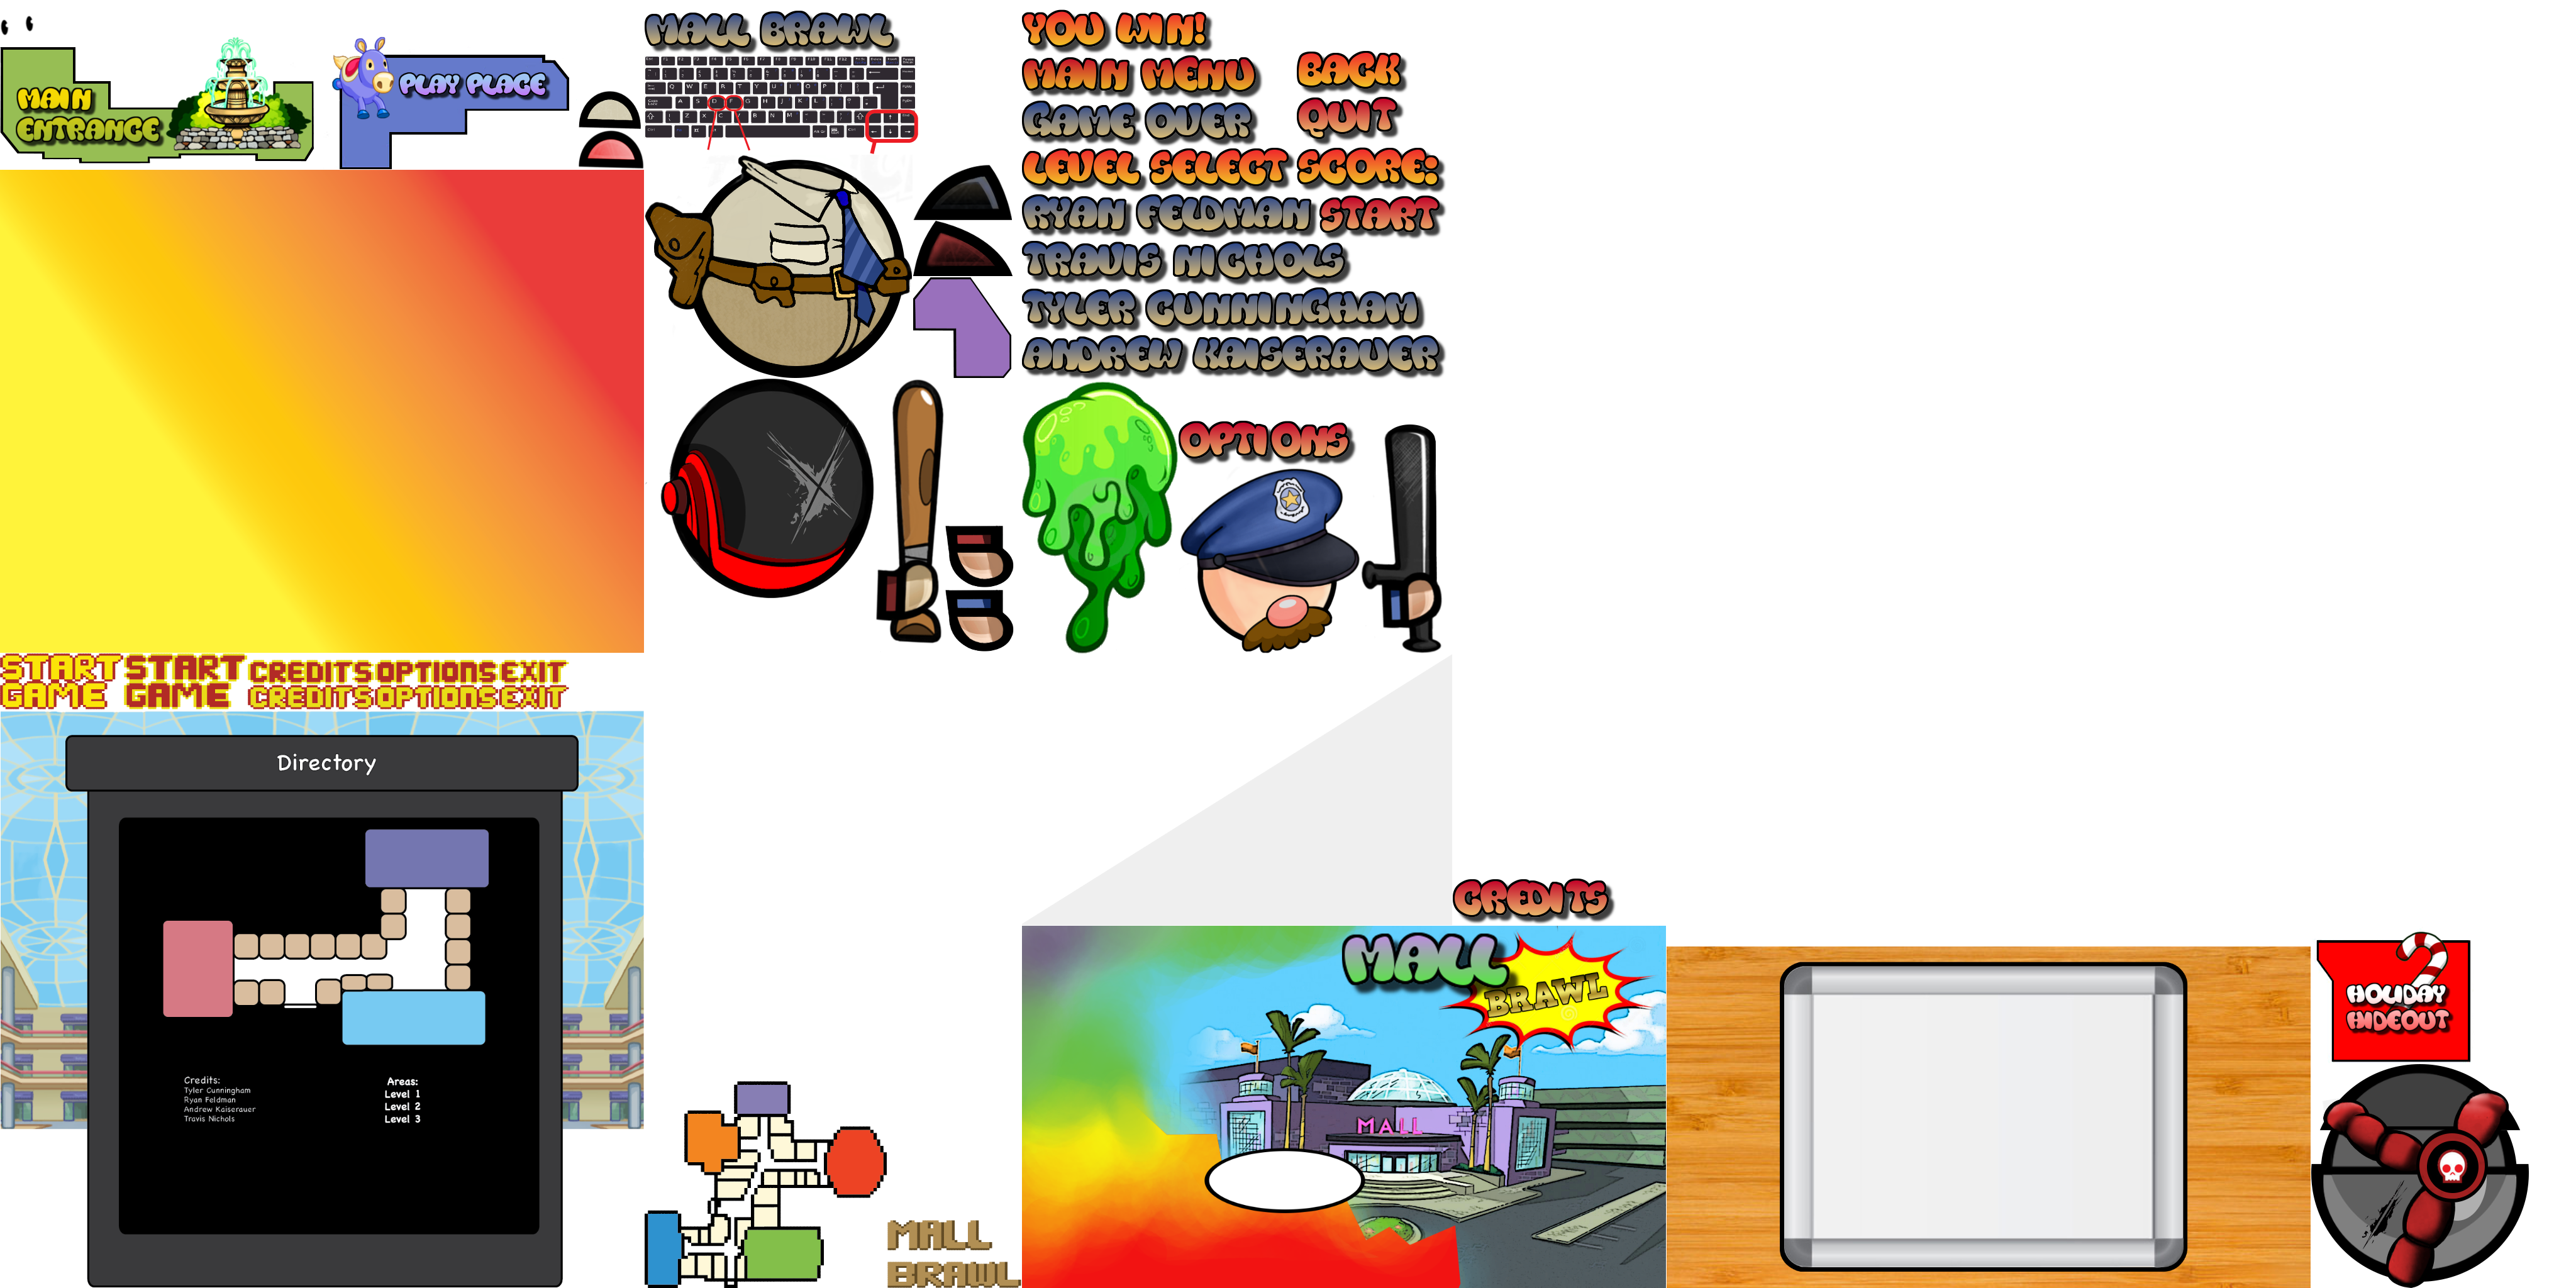 MAIN
ENTRANCE
PLAY PLACE
MALL BRAWL
YOU WIN!
MAIN MENU
BACK
GAME OVER
QUIT
LEVEL SELECT
SCORE:
RYAN FELDMAN
START
TRAVIS NICHOLS
TYLER CUNNINGHAM
ANDREW KAISERAUER
OPTIONS
START
GAME
START
GAME
CREDITS
OPTIONS
EXIT
CREDITS
OPTIONS
EXIT
Directory
Credits:
Tyler Cunningham
Ryan Feldman
Andrew Kaiserauer
Travis Nichols
Areas:
Level 1
Level 2
Level 3
MALL
BRAWL
CREDITS
MALL
BRAWL
MALL
HOLIDAY
HIDEOUT